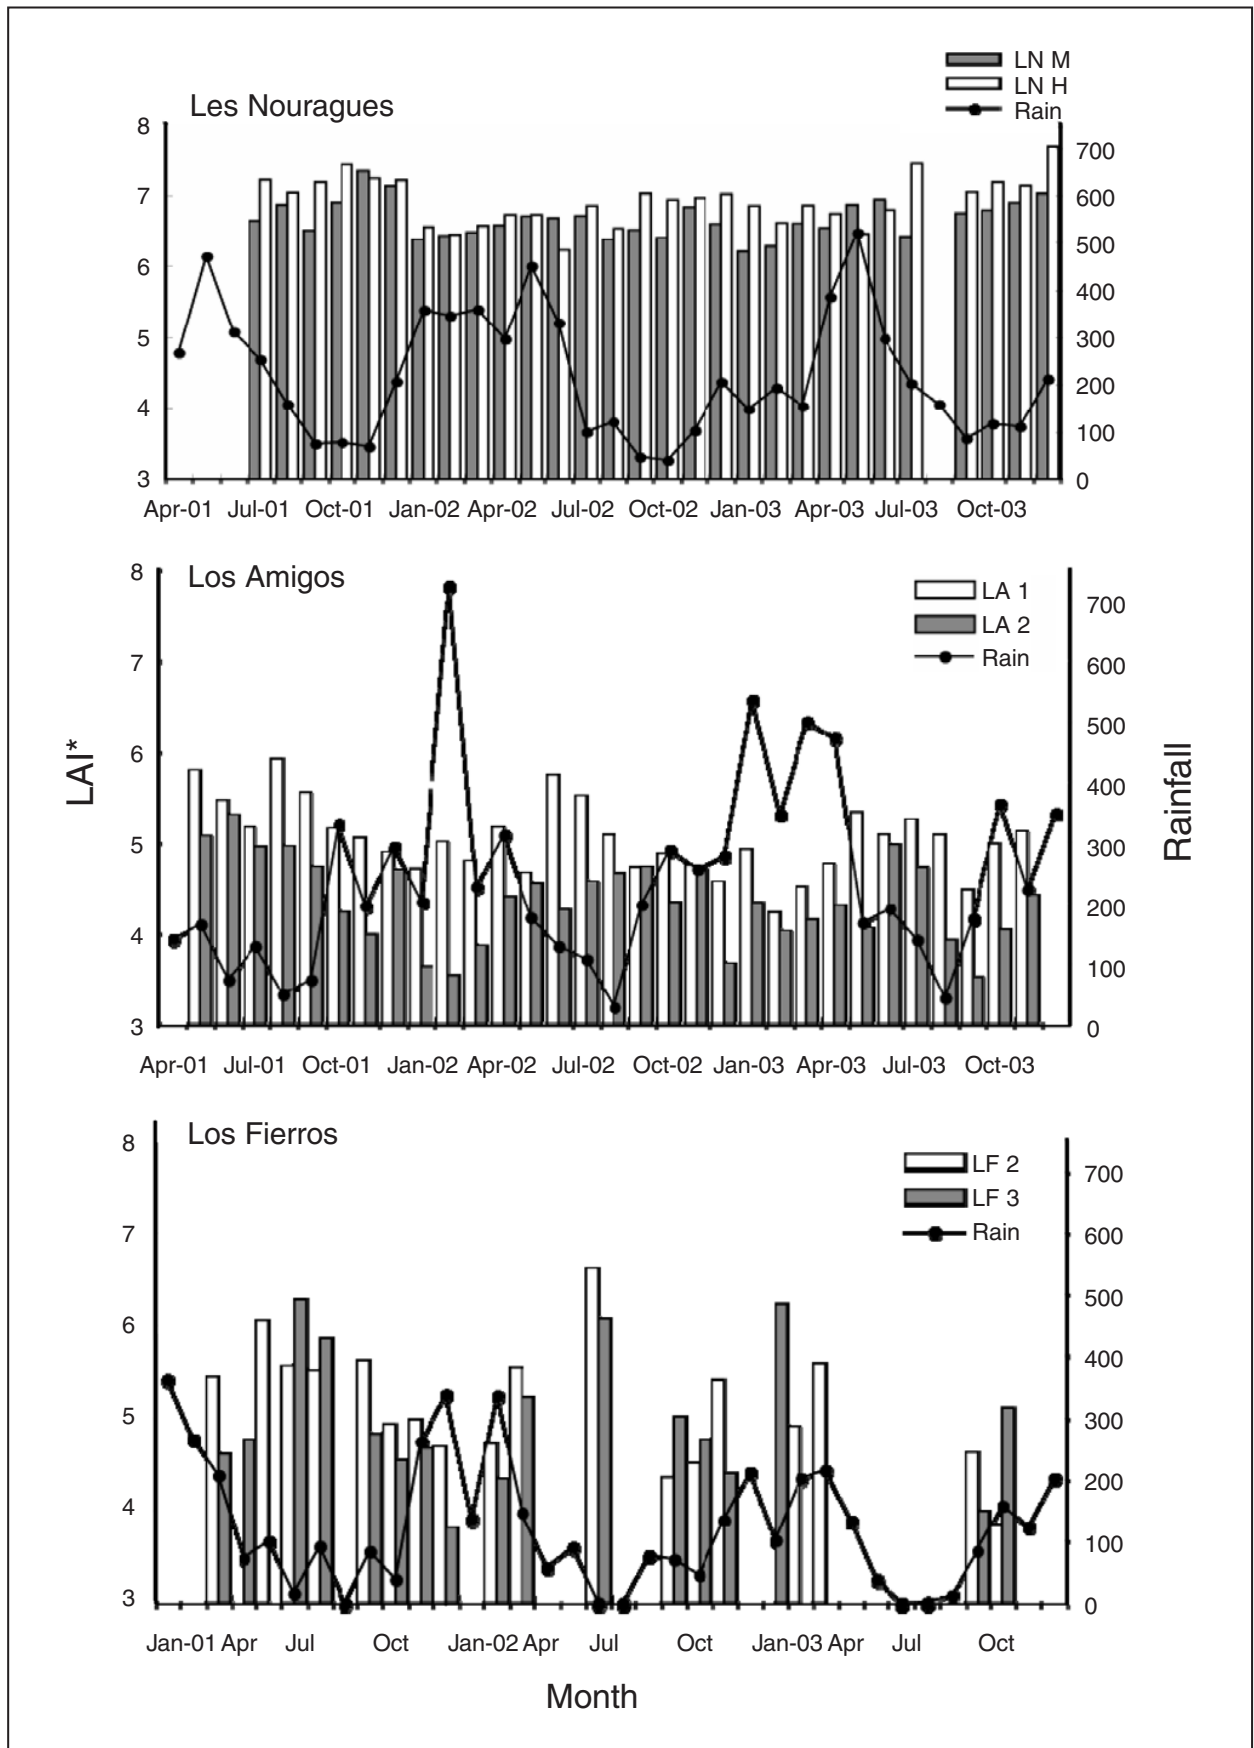 Les Nouragues
LN M
LN H
Rain
8
7
6
5
4
3
700
600
500
400
300
200
100
0
Apr-01 Jul-01 Oct-01 Jan-02 Apr-02 Jul-02 Oct-02 Jan-03 Apr-03 Jul-03 Oct-03
Los Amigos
LA 1
LA 2
Rain
8
7
6
5
4
3
700
600
500
400
300
200
100
0
Apr-01 Jul-01 Oct-01 Jan-02 Apr-02 Jul-02 Oct-02 Jan-03 Apr-03 Jul-03 Oct-03
LAI*
Rainfall
Los Fierros
LF 2
LF 3
Rain
8
7
6
5
4
3
700
600
500
400
300
200
100
0
Jan-01 Apr Jul Oct Jan-02 Apr Jul Oct Jan-03 Apr Jul Oct
Month